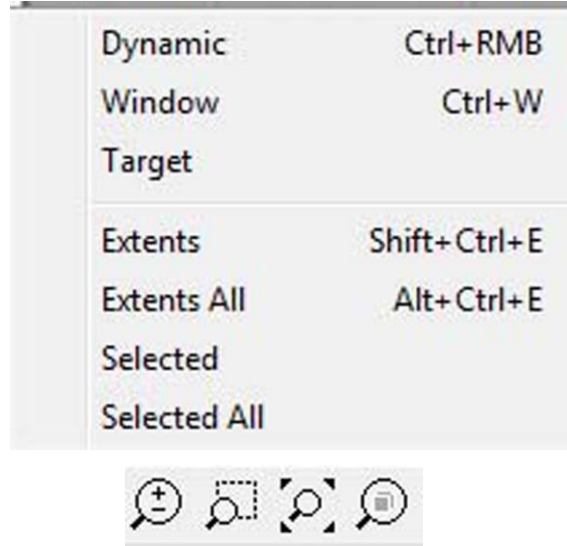 Dynamic Ctrl+RMB
Window Ctrl+W
Target
Extents Shift+Ctrl+E
Extents All Alt+Ctrl+E
Selected
Selected All